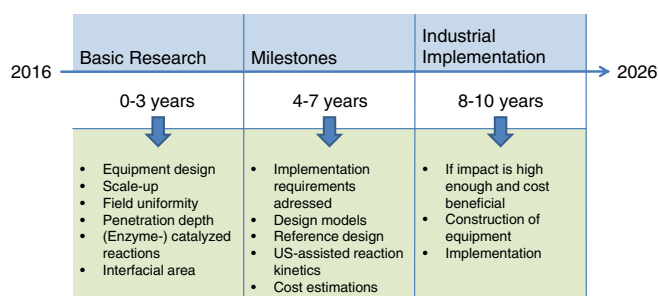 Basic Research
Milestones
Industrial
Implementation
2016
2026
0-3 years
4-7 years
8-10 years
• Equipment design
• Scale-up
• Field uniformity
• Penetration depth
• (Enzyme-) catalyzed
reactions
• Interfacial area
• Implementation
requirements
adressed
• Design models
• Reference design
• US-assisted reaction
kinetics
• Cost estimations
• If impact is high
enough and cost
beneficial
• Construction of
equipment
• Implementation